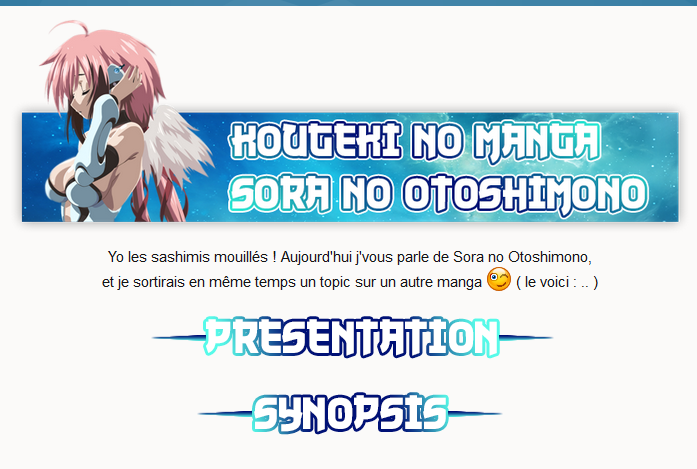 HOUTEKI NO MANGA
SORA NO OTOSHIMONO
Yo les sashimis mouillés ! Aujourd'hui j'vous parle de Sora no Otoshimono,
et je sortirais en même temps un topic sur un autre manga ( le voici : .. )
PRESENTATION
SYNOPSIS